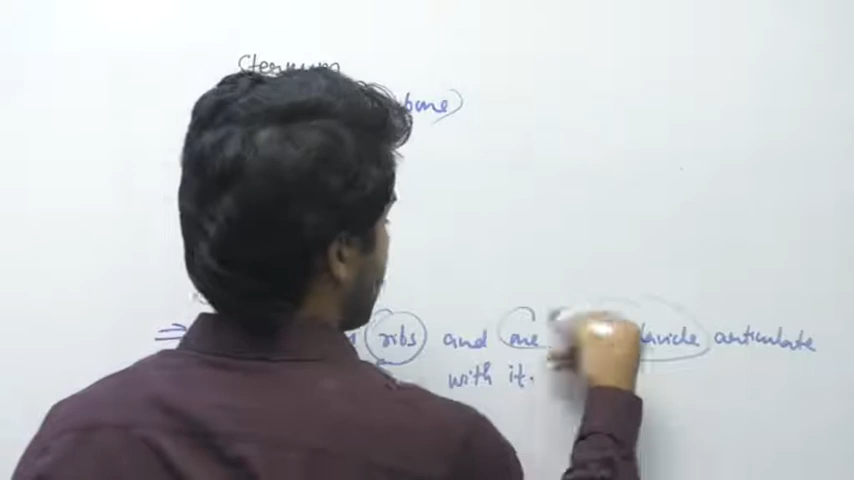 Sternum
bone)
⇒ ribs and one clavicle articulate
with it.